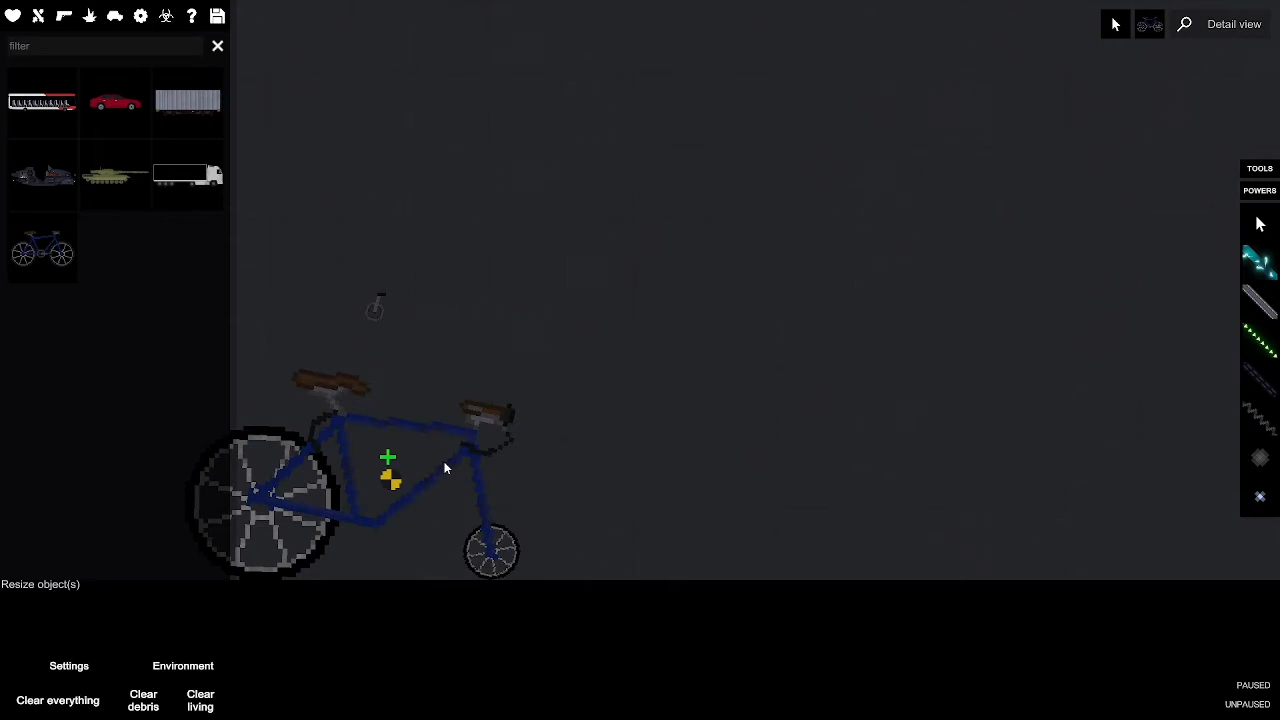 filter
Detail view
TOOLS
POWERS
Resize object(s)
Settings
Environment
Clear everything
Clear
debris
Clear
living
PAUSED
UNPAUSED